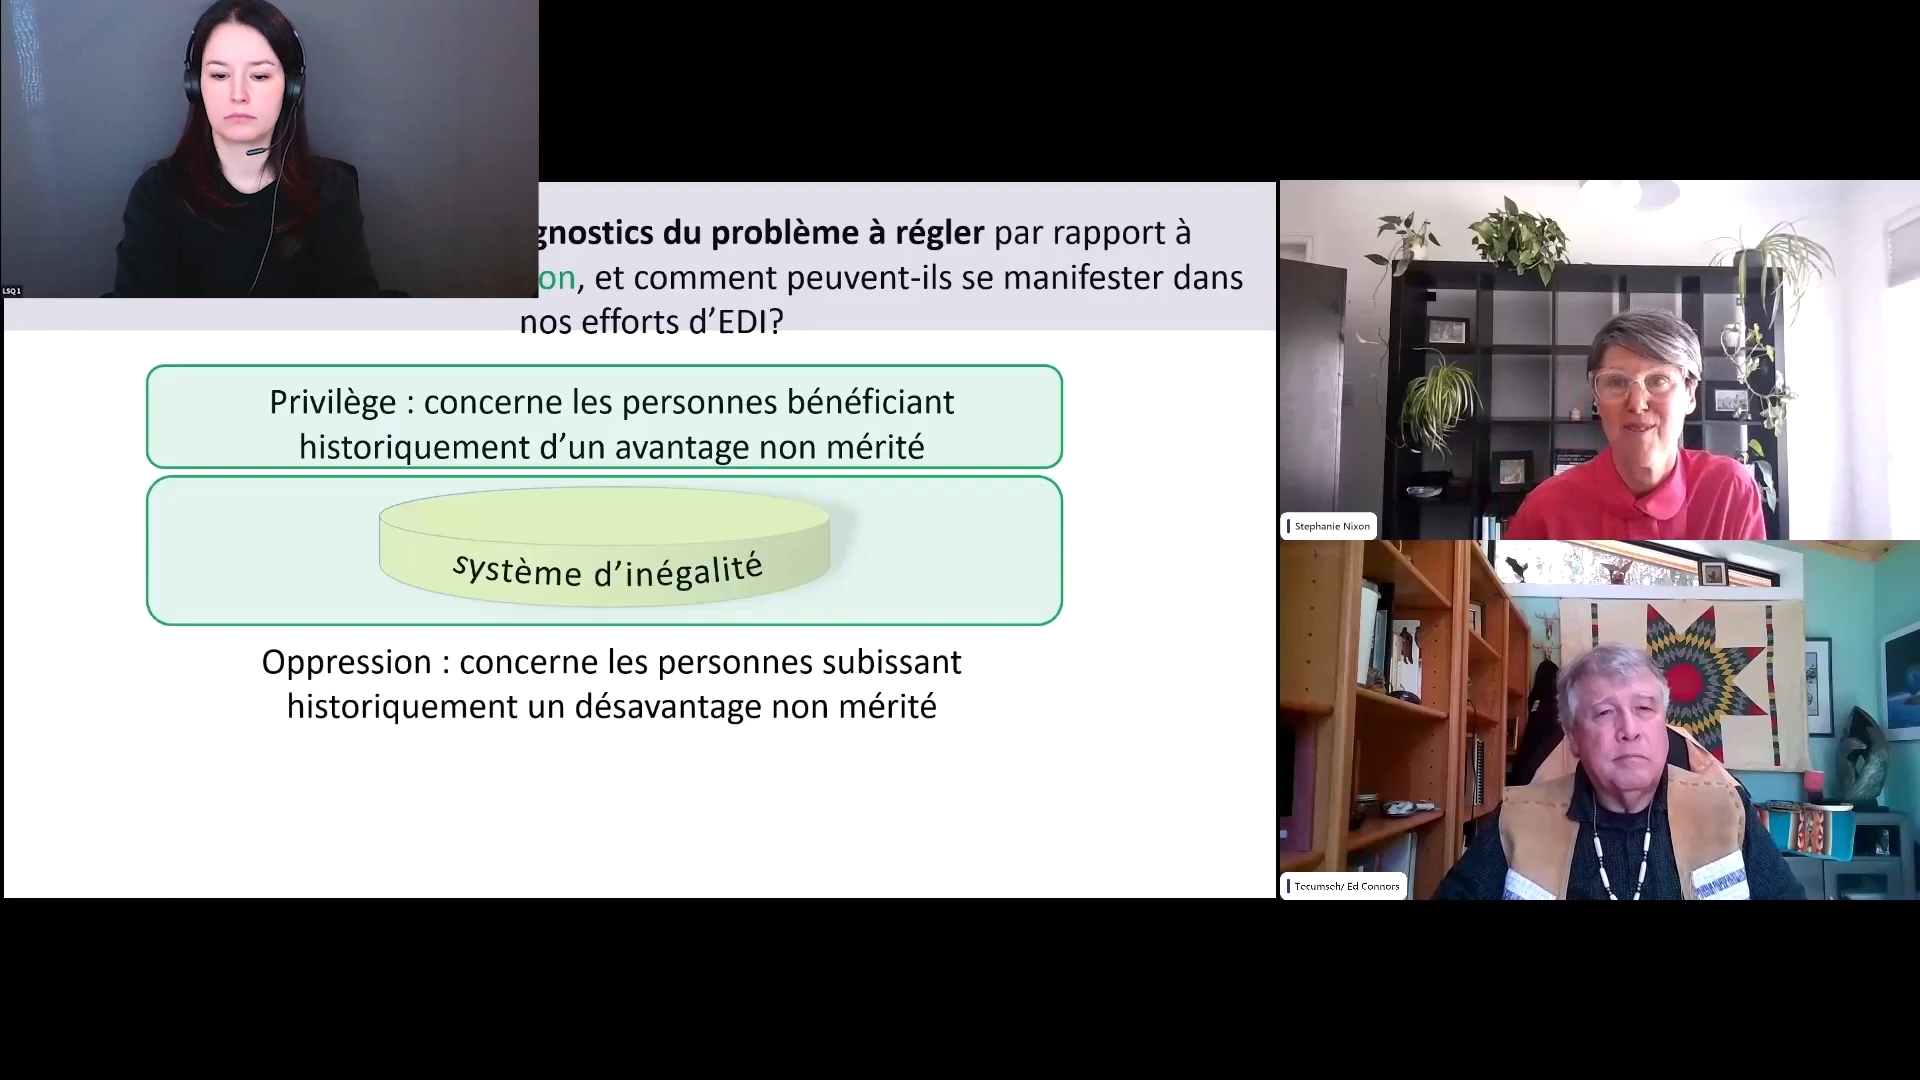 LSQ 1
gnostics du problème à régler par rapport à
on, et comment peuvent-ils se manifester dans
nos efforts d’EDI?
Privilège : concerne les personnes bénéficiant
historiquement d’un avantage non mérité
système d’inégalité
Oppression : concerne les personnes subissant
historiquement un désavantage non mérité
Stephanie Nixon
Tecumseh/ Ed Connors